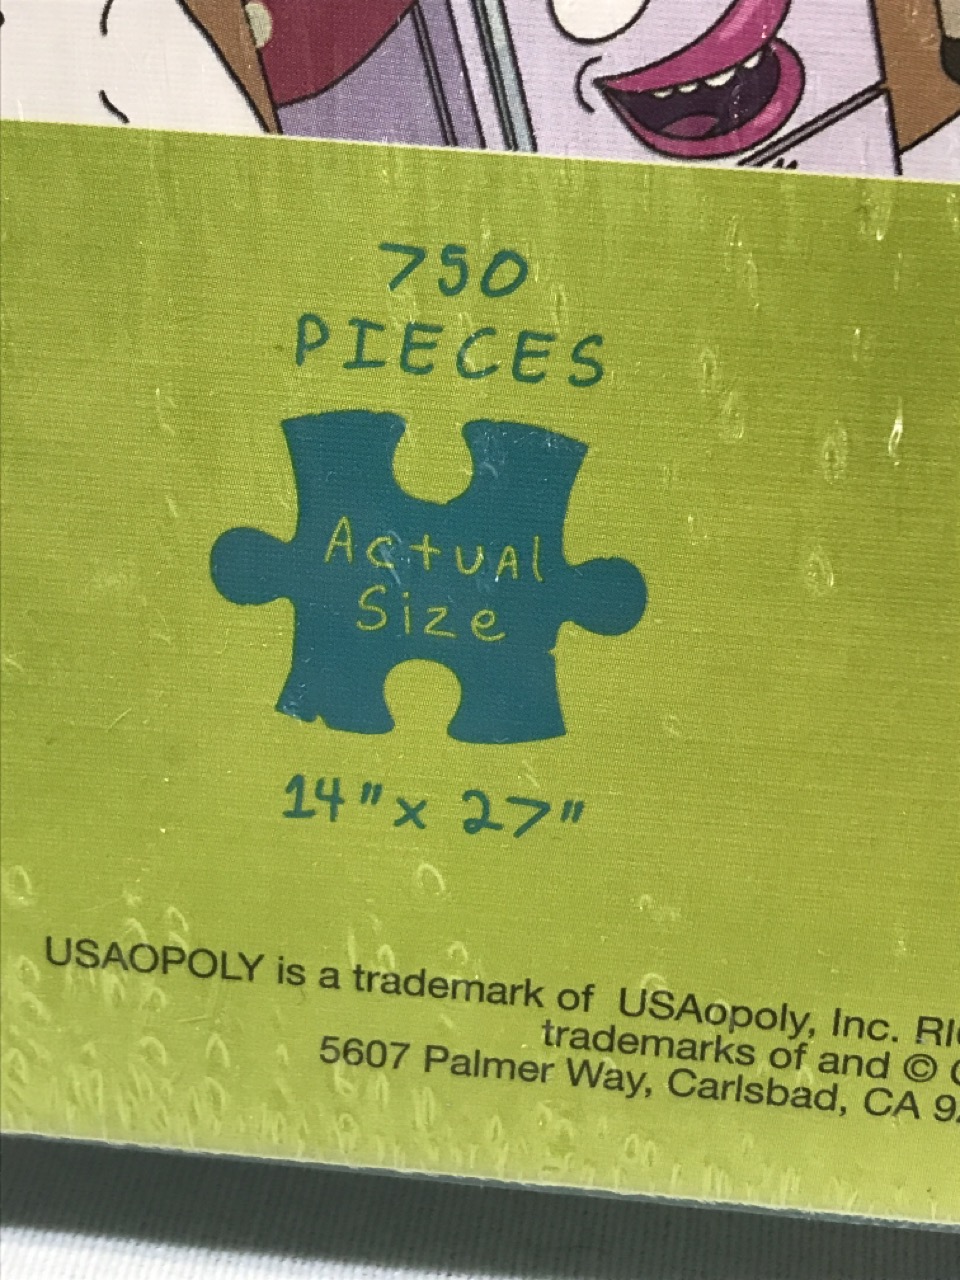 750
PIECES
Actual
Size
14" x 27"
USAOPOLY is a trademark of USAopoly, Inc.
trademarks of and ©
5607 Palmer Way, Carlsbad, CA